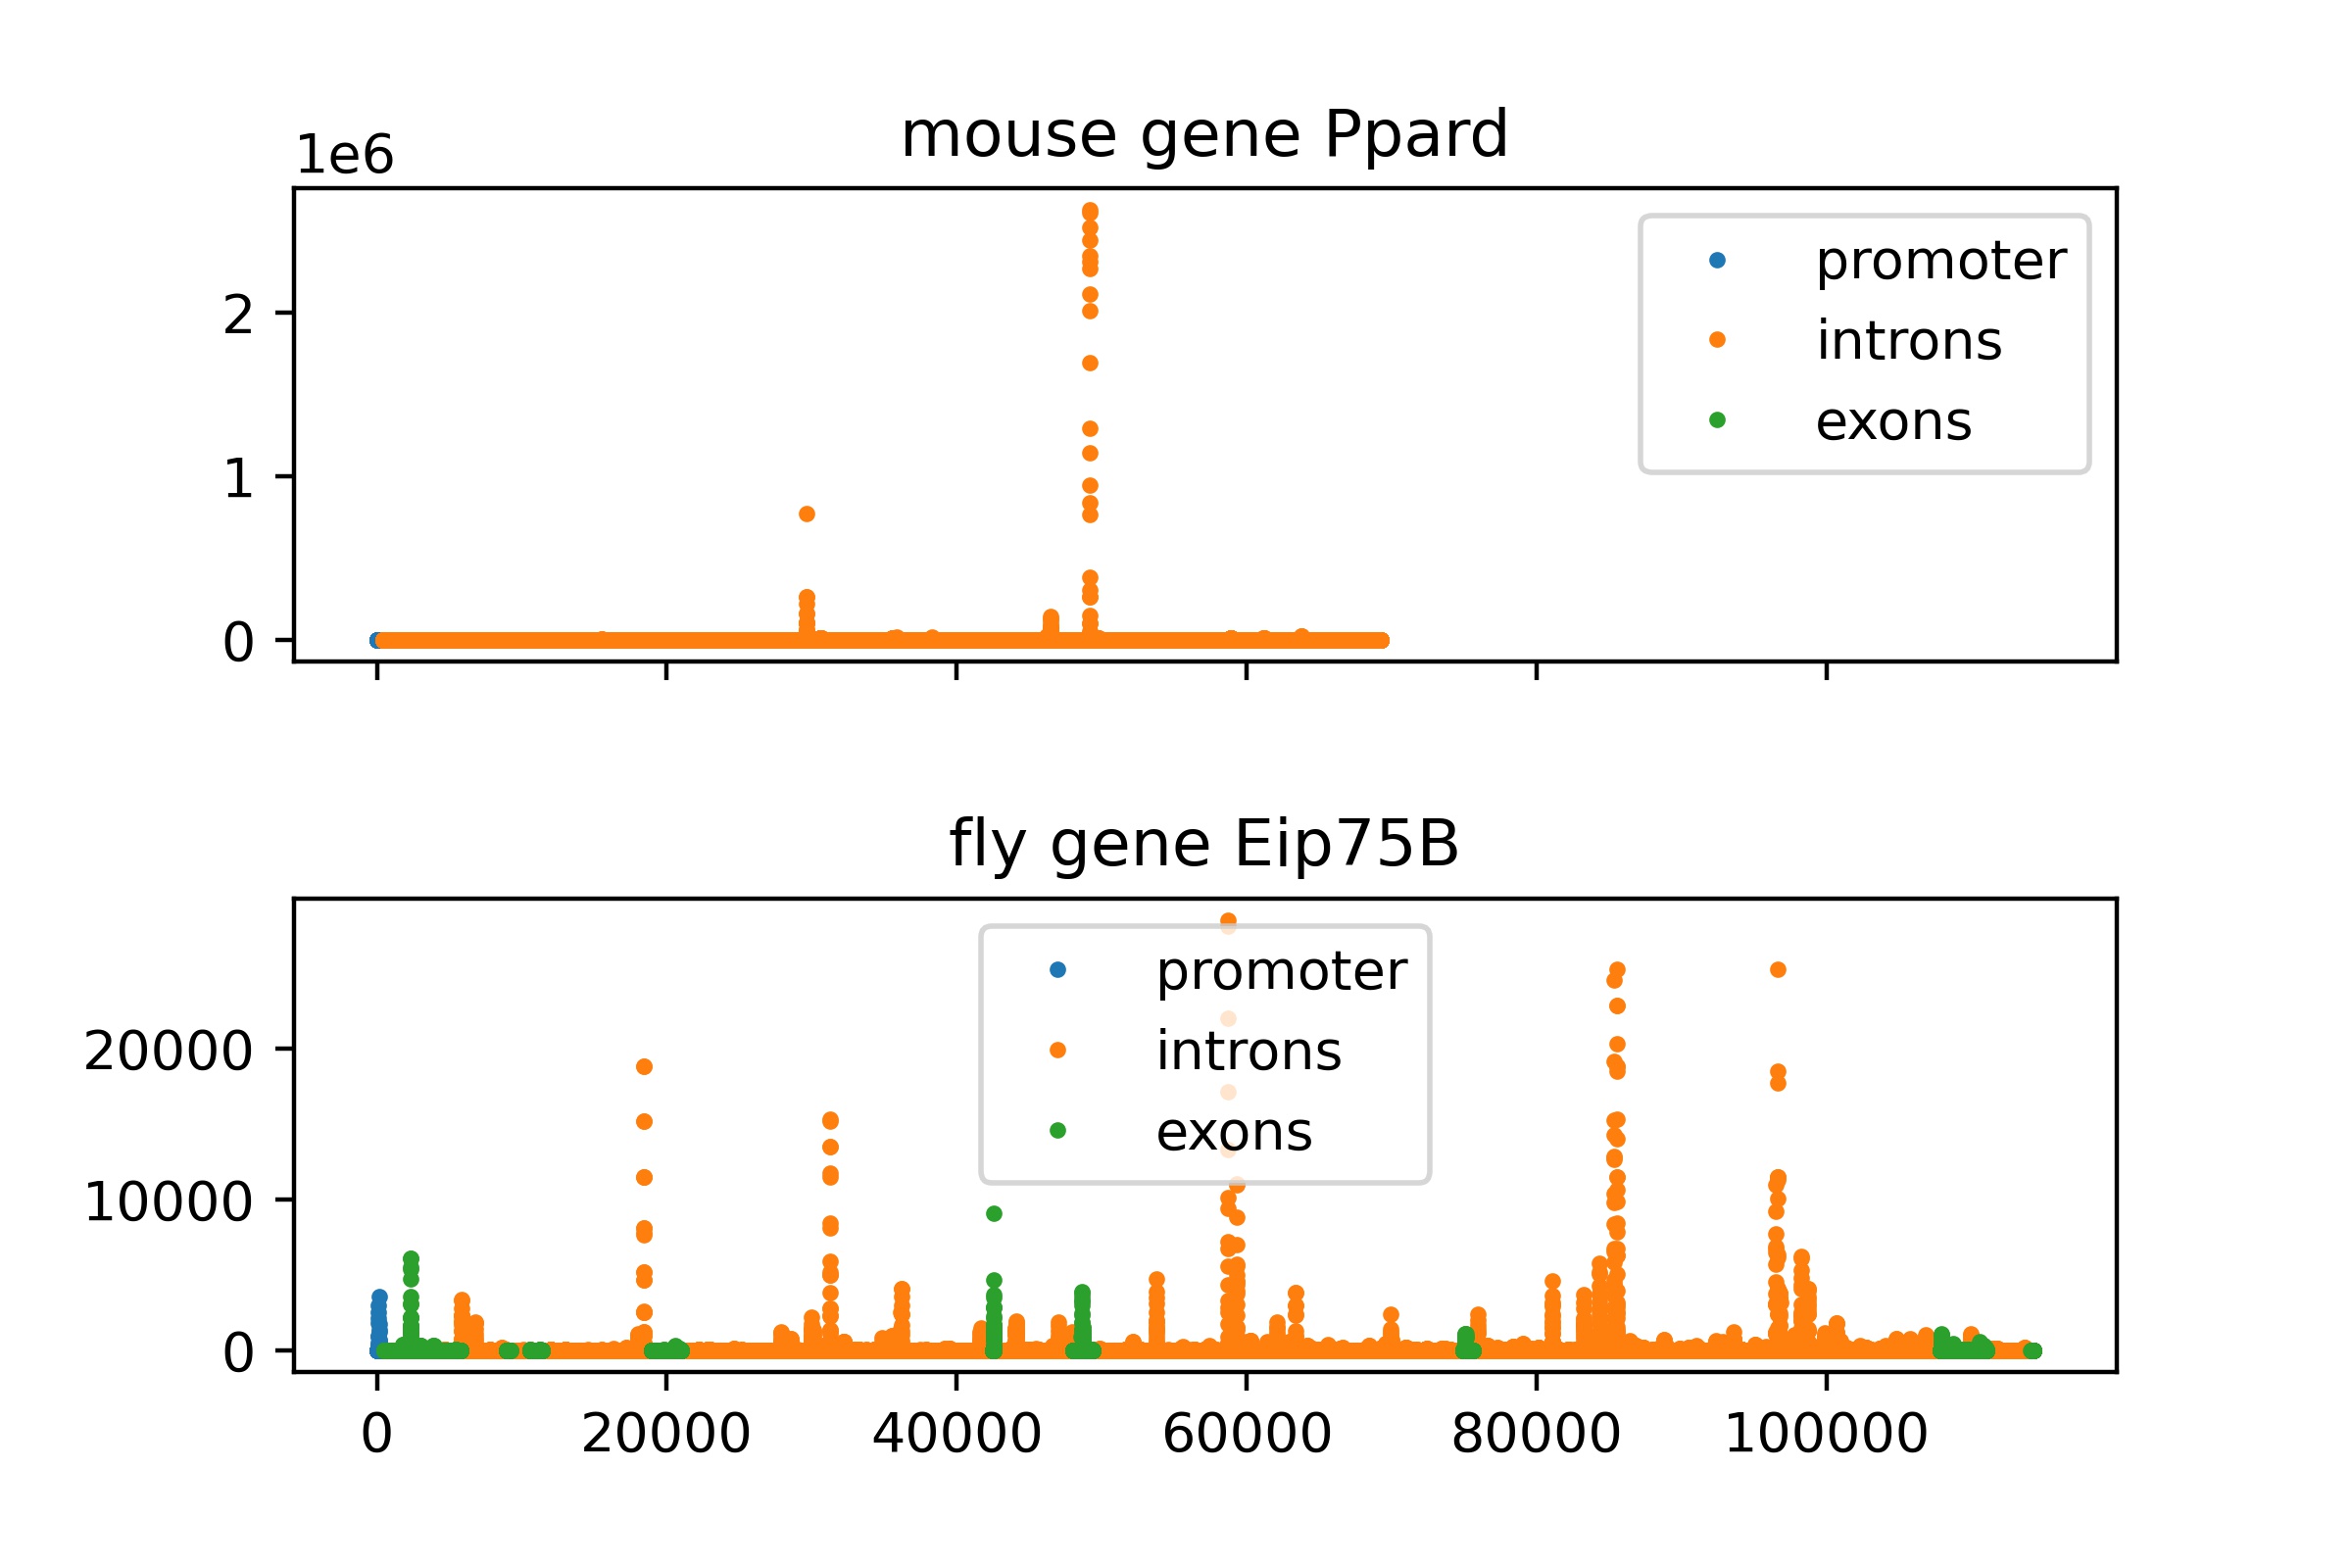 mouse gene Ppard
1e6
2
1
0
promoter
introns
exons
fly gene Eip75B
20000
10000
0
promoter
introns
exons
0 20000 40000 60000 80000 100000